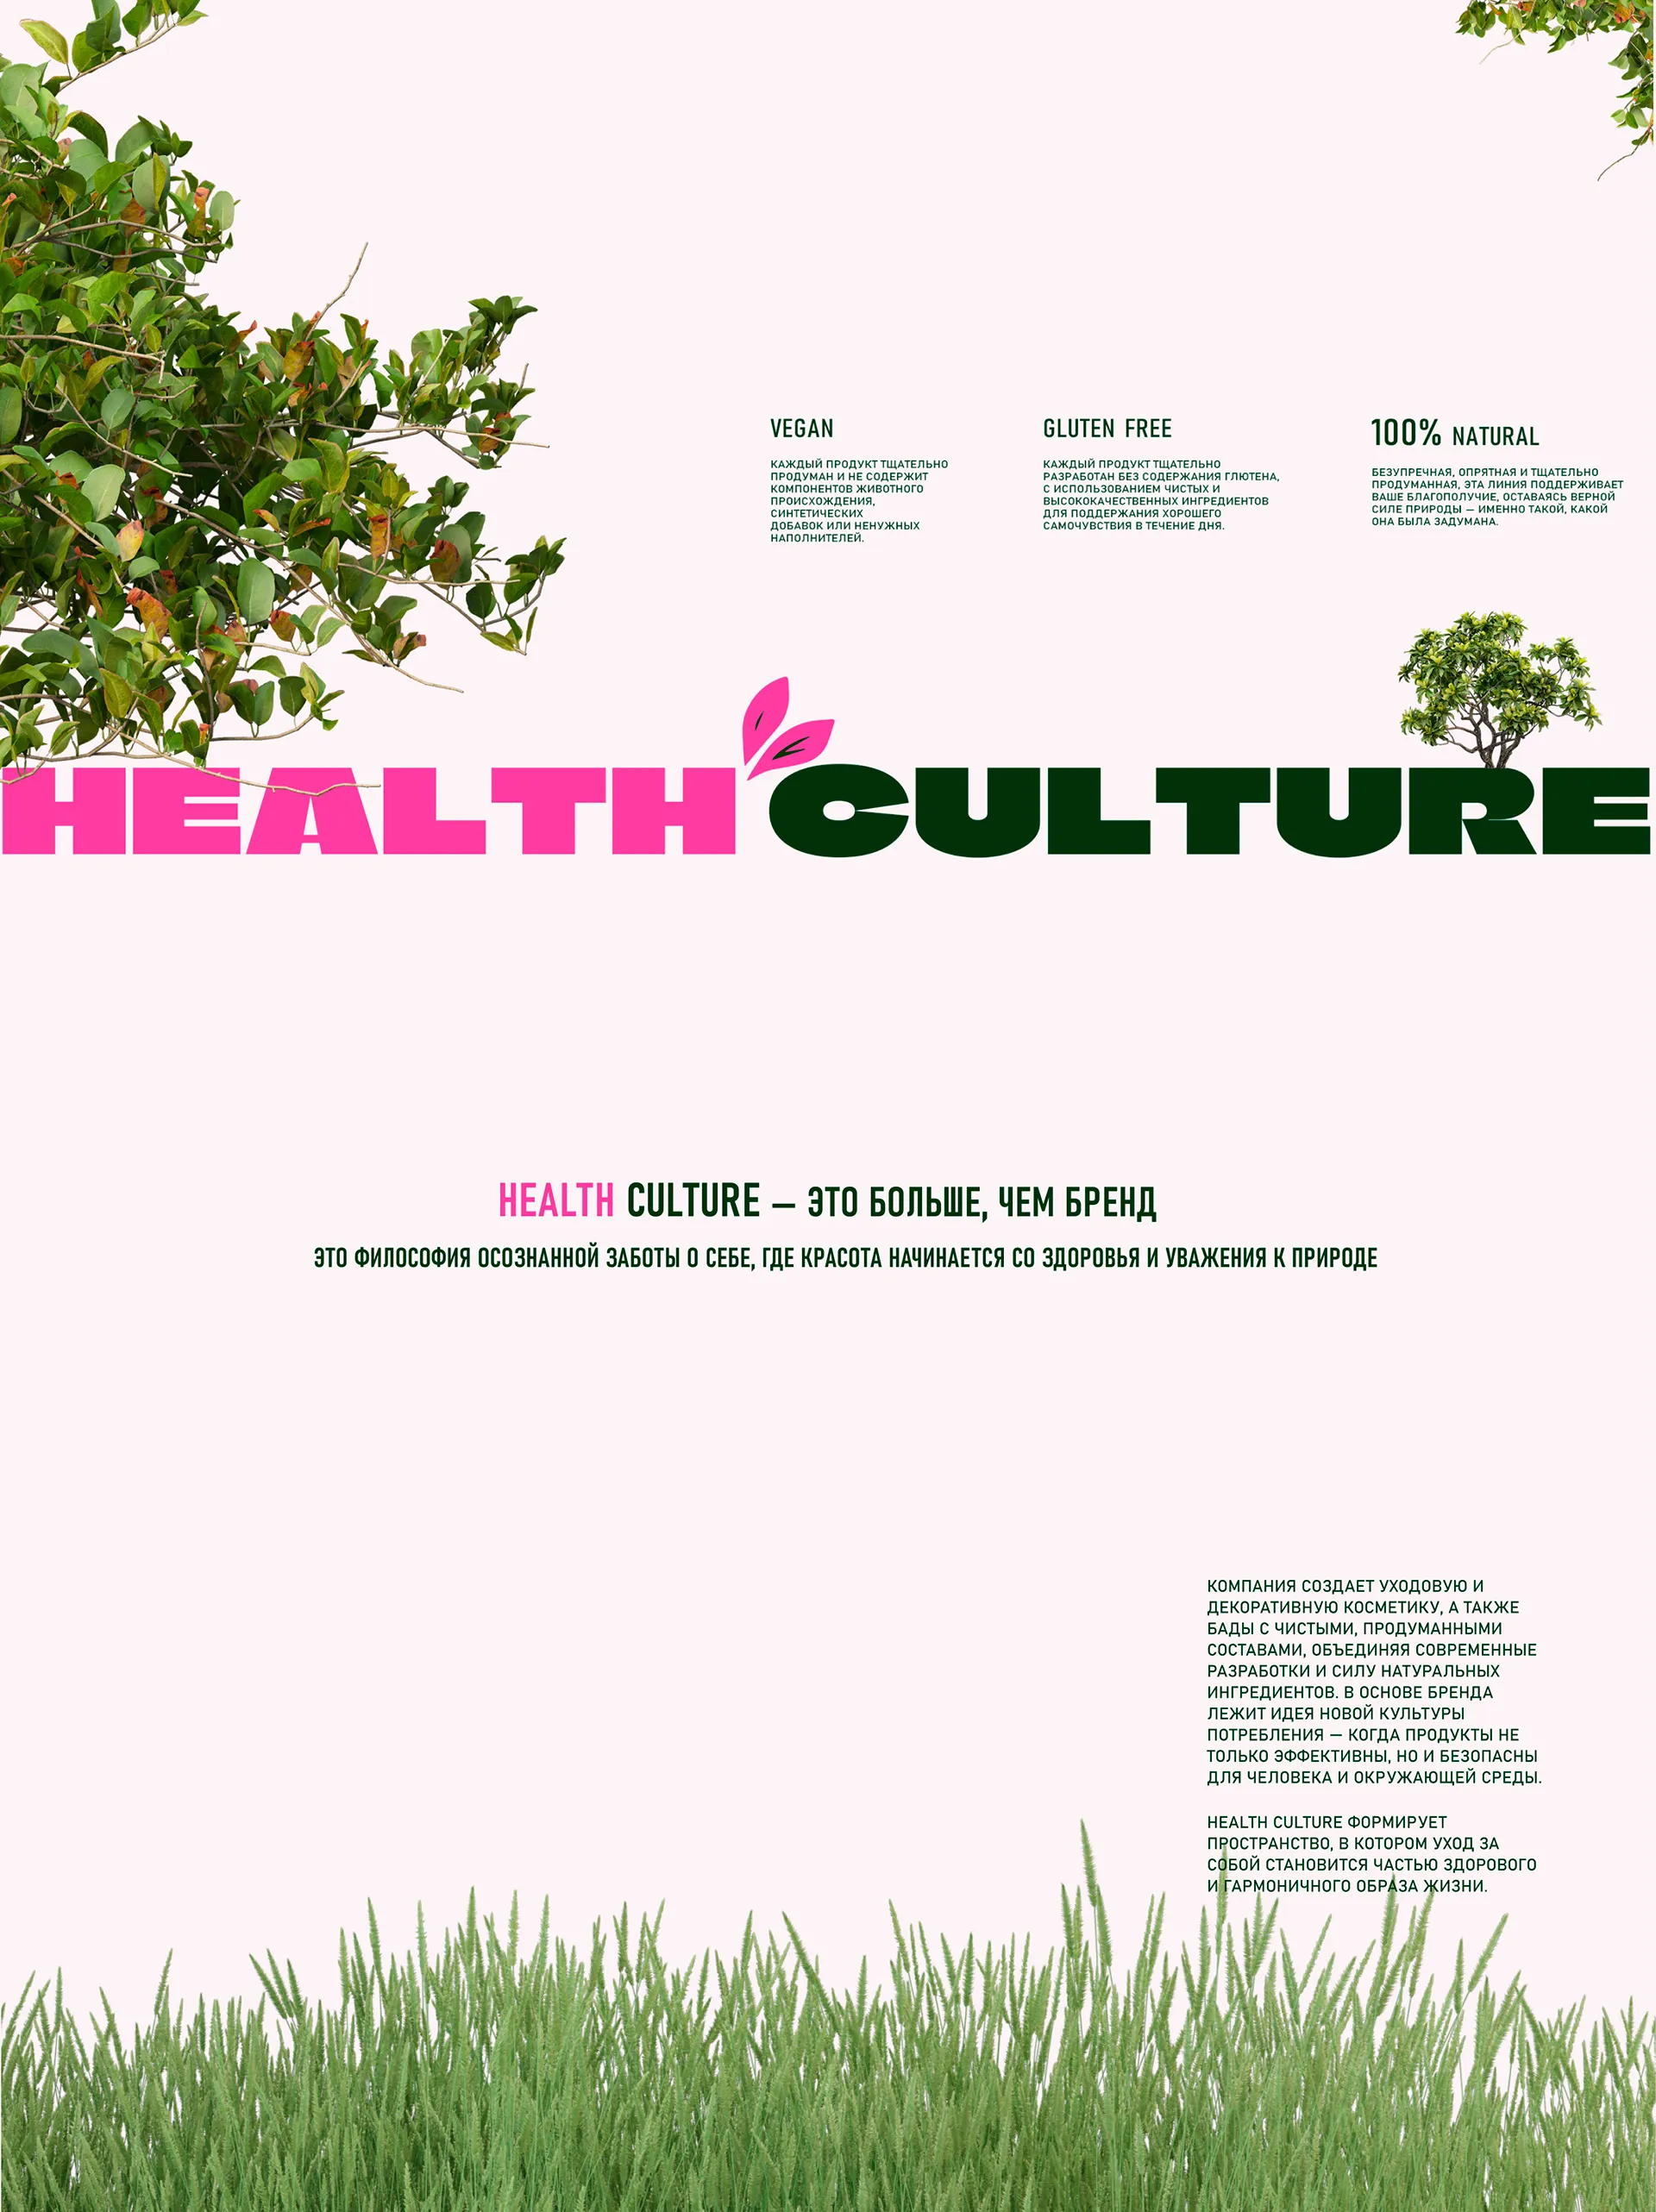 VEGAN
КАЖДЫЙ ПРОДУКТ ТЩАТЕЛЬНО
ПРОДУМАН И НЕ СОДЕРЖИТ
КОМПОНЕНТОВ ЖИВОТНОГО
ПРОИСХОЖДЕНИЯ,
СИНТЕТИЧЕСКИХ
ДОБАВОК ИЛИ НЕНУЖНЫХ
НАПОЛНИТЕЛЕЙ.
GLUTEN FREE
КАЖДЫЙ ПРОДУКТ ТЩАТЕЛЬНО
РАЗРАБОТАН БЕЗ СОДЕРЖАНИЯ ГЛЮТЕНА,
С ИСПОЛЬЗОВАНИЕМ ЧИСТЫХ И
ВЫСОКОКАЧЕСТВЕННЫХ ИНГРЕДИЕНТОВ
ДЛЯ ПОДДЕРЖАНИЯ ХОРОШЕГО
САМОЧУВСТВИЯ В ТЕЧЕНИЕ ДНЯ.
100% NATURAL
БЕЗУПРЕЧНАЯ, ОПРЯТНАЯ И ТЩАТЕЛЬНО
ПРОДУМАННАЯ, ЭТА ЛИНИЯ ПОДДЕРЖИВАЕТ
ВАШЕ БЛАГОПОЛУЧИЕ, ОСТАВАЯСЬ ВЕРНОЙ
СИЛЕ ПРИРОДЫ — ИМЕННО ТАКОЙ, КАКОЙ
ОНА БЫЛА ЗАДУМАНА.
HEALTH CULTURE
HEALTH CULTURE — ЭТО БОЛЬШЕ, ЧЕМ БРЕНД
ЭТО ФИЛОСОФИЯ ОСОЗНАННОЙ ЗАБОТЫ О СЕБЕ, ГДЕ КРАСОТА НАЧИНАЕТСЯ СО ЗДОРОВЬЯ И УВАЖЕНИЯ К ПРИРОДЕ
КОМПАНИЯ СОЗДАЕТ УХОДОВУЮ И
ДЕКОРАТИВНУЮ КОСМЕТИКУ, А ТАКЖЕ
БАДЫ С ЧИСТЫМИ, ПРОДУМАННЫМИ
СОСТАВАМИ, ОБЪЕДИНЯЯ СОВРЕМЕННЫЕ
РАЗРАБОТКИ И СИЛУ НАТУРАЛЬНЫХ
ИНГРЕДИЕНТОВ. В ОСНОВЕ БРЕНДА
ЛЕЖИТ ИДЕЯ НОВОЙ КУЛЬТУРЫ
ПОТРЕБЛЕНИЯ — КОГДА ПРОДУКТЫ НЕ
ТОЛЬКО ЭФФЕКТИВНЫ, НО И БЕЗОПАСНЫ
ДЛЯ ЧЕЛОВЕКА И ОКРУЖАЮЩЕЙ СРЕДЫ.
HEALTH CULTURE ФОРМИРУЕТ
ПРОСТРАНСТВО, В КОТОРОМ УХОД ЗА
СОБОЙ СТАНОВИТСЯ ЧАСТЬЮ ЗДОРОВОГО
И ГАРМОНИЧНОГО ОБРАЗА ЖИЗНИ.